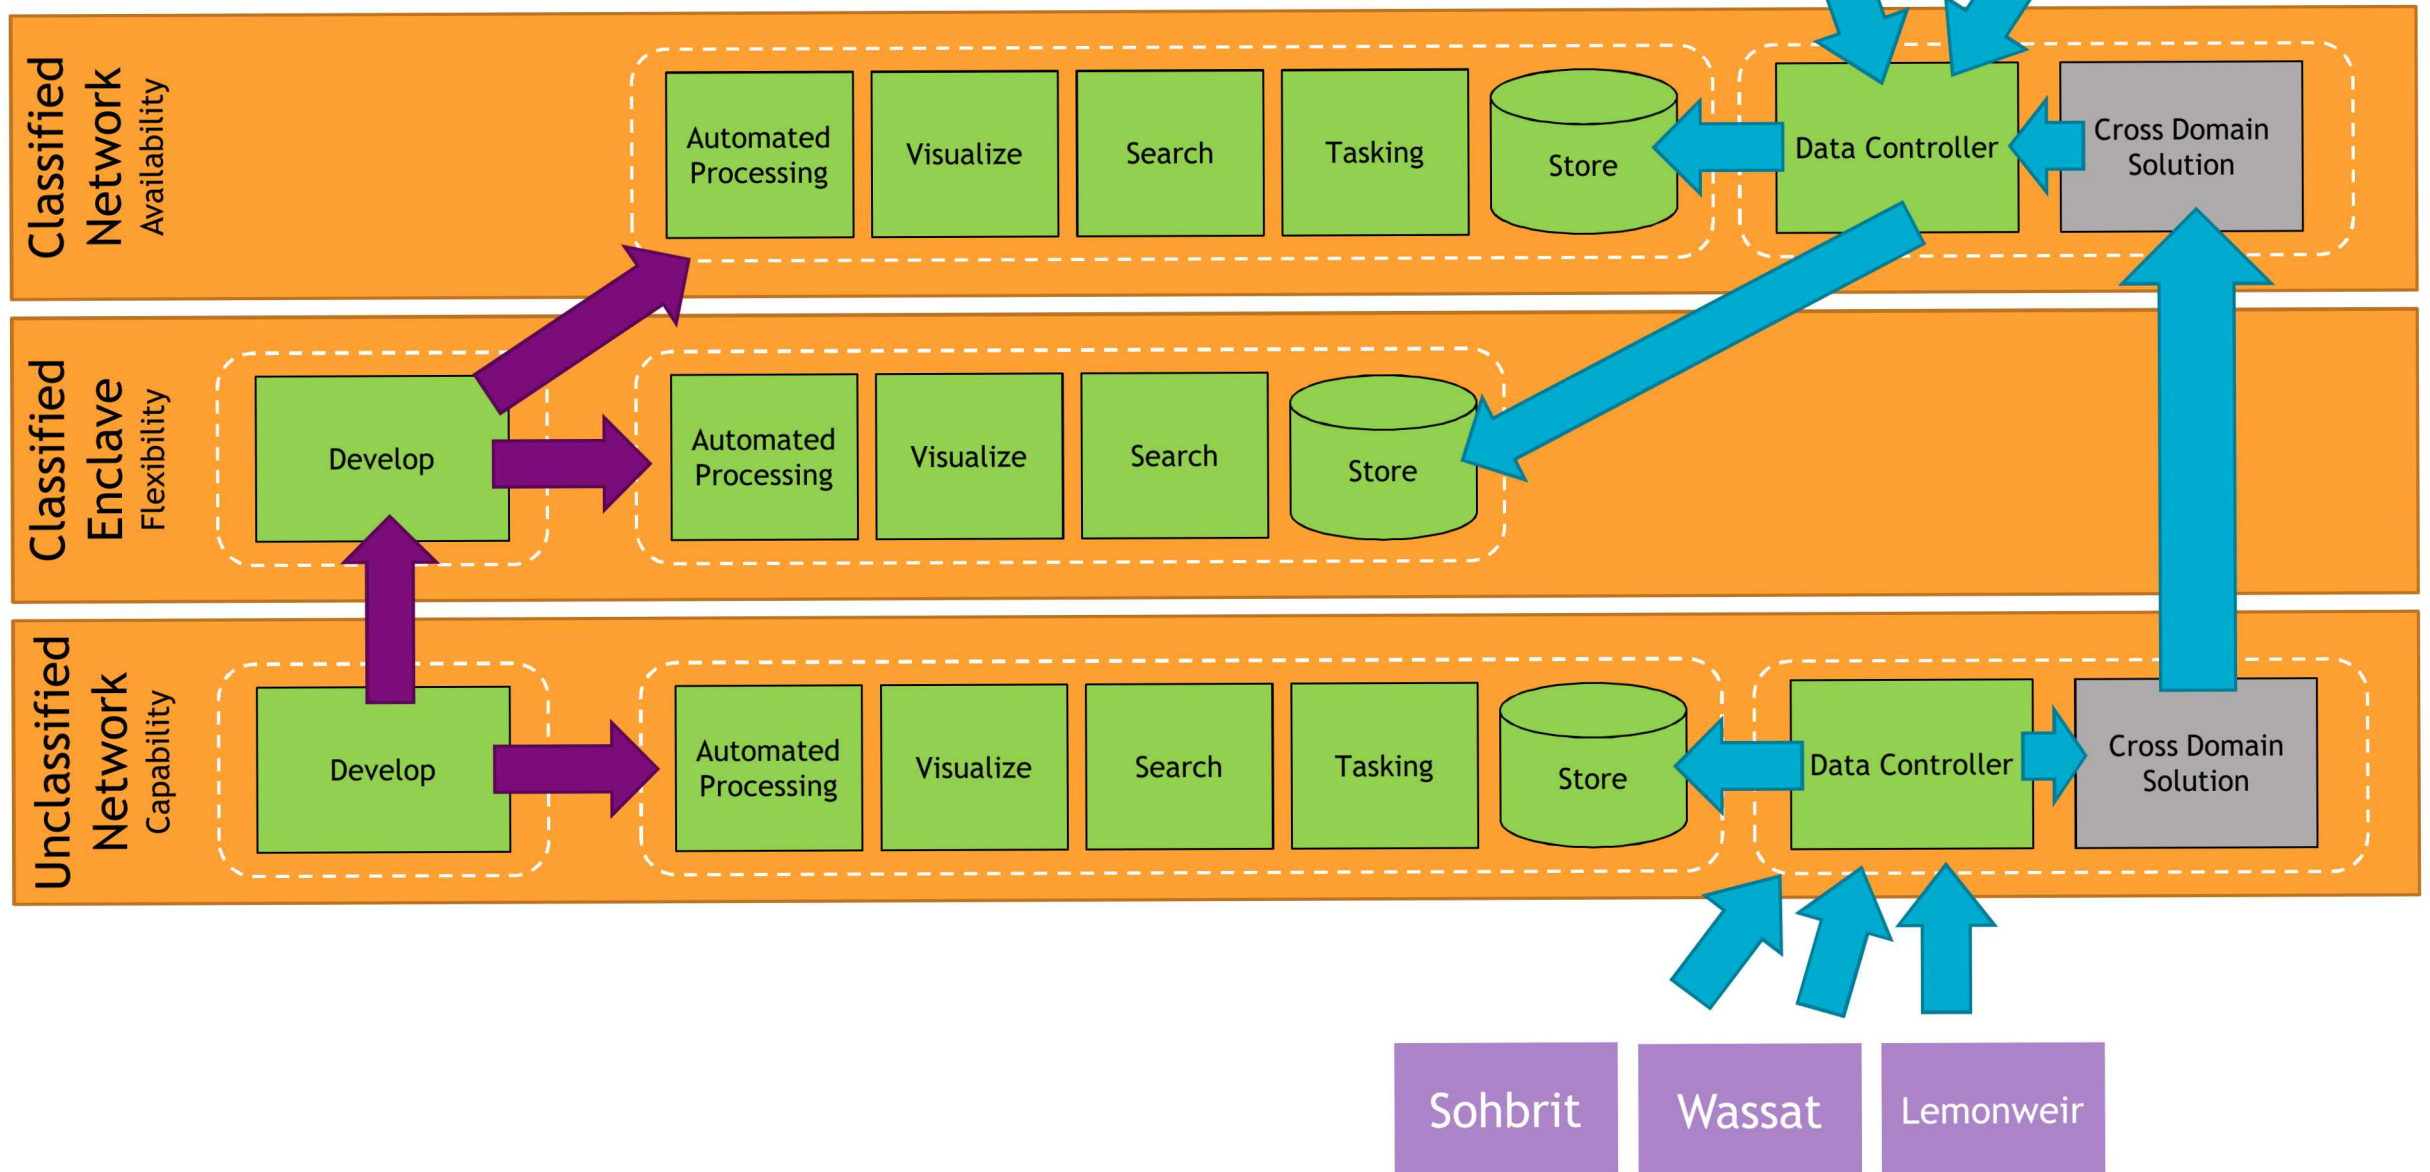 Classified
Network
Availability
Automated
Processing
Visualize
Search
Tasking
Store
Data Controller
Cross Domain
Solution
Classified
Enclave
Flexibility
Develop
Automated
Processing
Visualize
Search
Store
Unclassified
Network
Capability
Develop
Automated
Processing
Visualize
Search
Tasking
Store
Data Controller
Cross Domain
Solution
Sohbrit
Wassat
Lemonweir